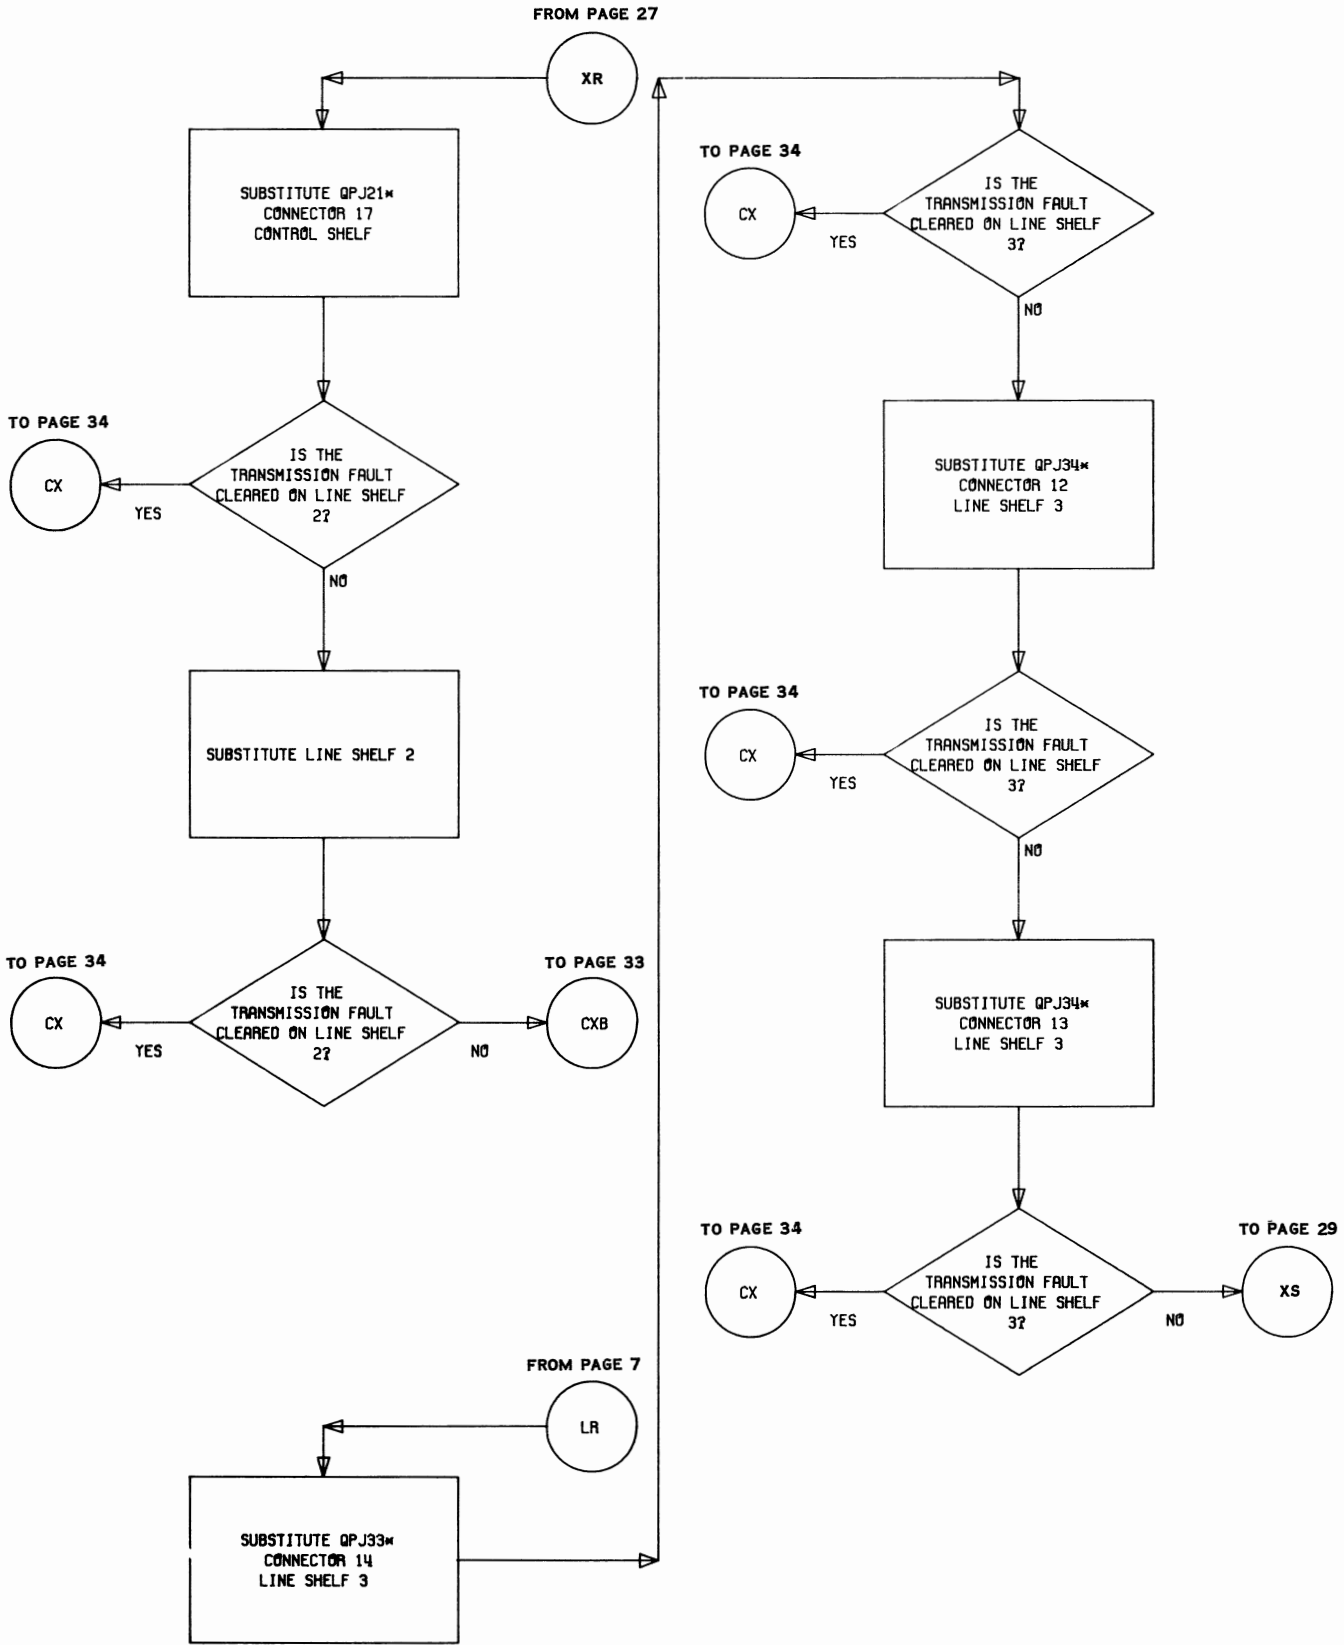 FROM PAGE 27
XR
SUBSTITUTE QPJ21*
CONNECTOR 17
CONTROL SHELF
TO PAGE 34
CX
IS THE
TRANSMISSION FAULT
CLEARED ON LINE SHELF
2?
YES
NO
SUBSTITUTE LINE SHELF 2
TO PAGE 34
CX
IS THE
TRANSMISSION FAULT
CLEARED ON LINE SHELF
2?
YES
NO
TO PAGE 33
CXB
FROM PAGE 7
LR
SUBSTITUTE QPJ33*
CONNECTOR 14
LINE SHELF 3
TO PAGE 34
CX
IS THE
TRANSMISSION FAULT
CLEARED ON LINE SHELF
3?
YES
NO
SUBSTITUTE QPJ34*
CONNECTOR 12
LINE SHELF 3
TO PAGE 34
CX
IS THE
TRANSMISSION FAULT
CLEARED ON LINE SHELF
3?
YES
NO
SUBSTITUTE QPJ34*
CONNECTOR 13
LINE SHELF 3
TO PAGE 34
CX
IS THE
TRANSMISSION FAULT
CLEARED ON LINE SHELF
3?
YES
NO
TO PAGE 29
XS